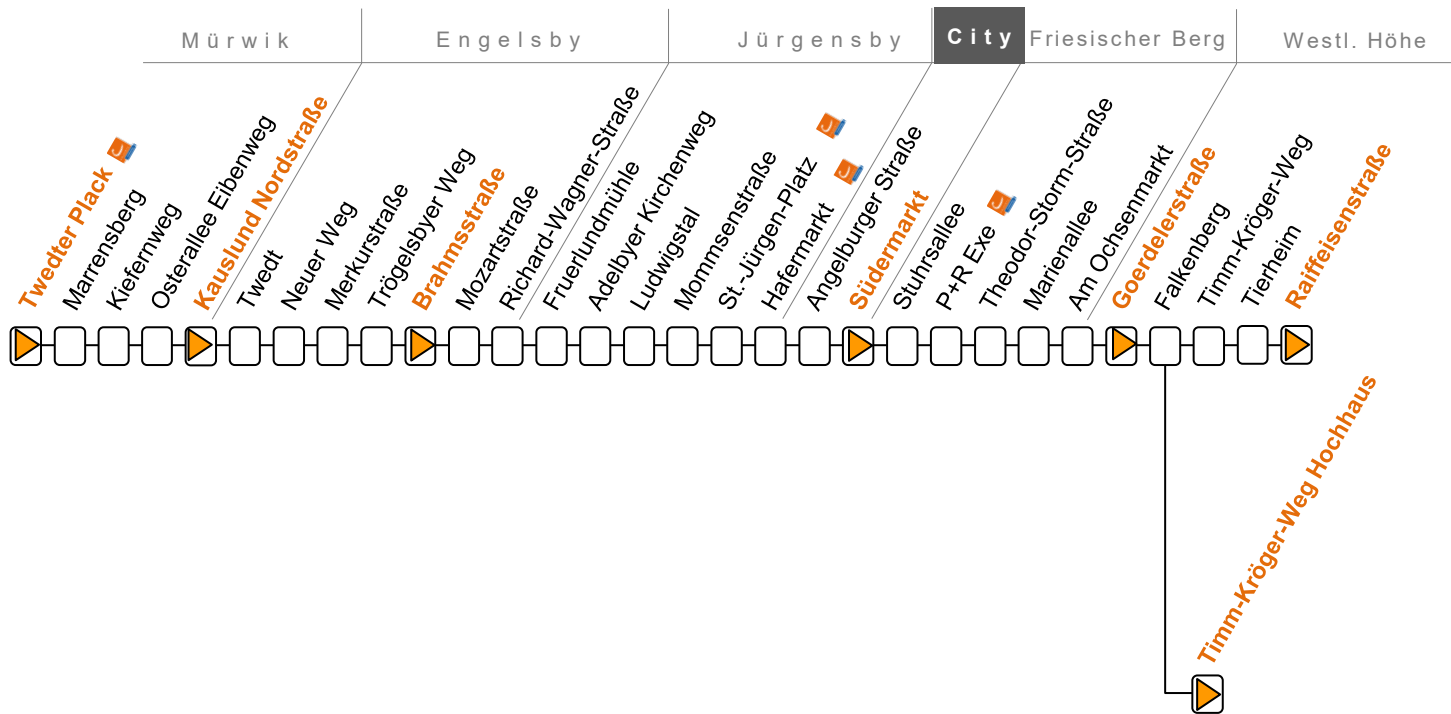 Mürwik
Engelsby
Jürgensby
City
Friesischer Berg
Westl. Höhe
Twedter Plack
Marrensberg
Kiefernweg
Osterallee Eibenweg
Kauslund Nordstraße
Twedt
Neuer Weg
Merkurstraße
Trögelsbyer Weg
Brahmsstraße
Mozartstraße
Richard-Wagner-Straße
Fruerlundmühle
Adelbyer Kirchenweg
Ludwigstal
Mommsenstraße
St.-Jürgen-Platz
Hafermarkt
Angelburger Straße
Südermarkt
Stuhrsallee
P+R Exe
Theodor-Storm-Straße
Marienallee
Am Ochsenmarkt
Goerdelerstraße
Falkenberg
Timm-Kröger-Weg
Tierheim
Raiffeisenstraße
Timm-Kröger-Weg Hochhaus